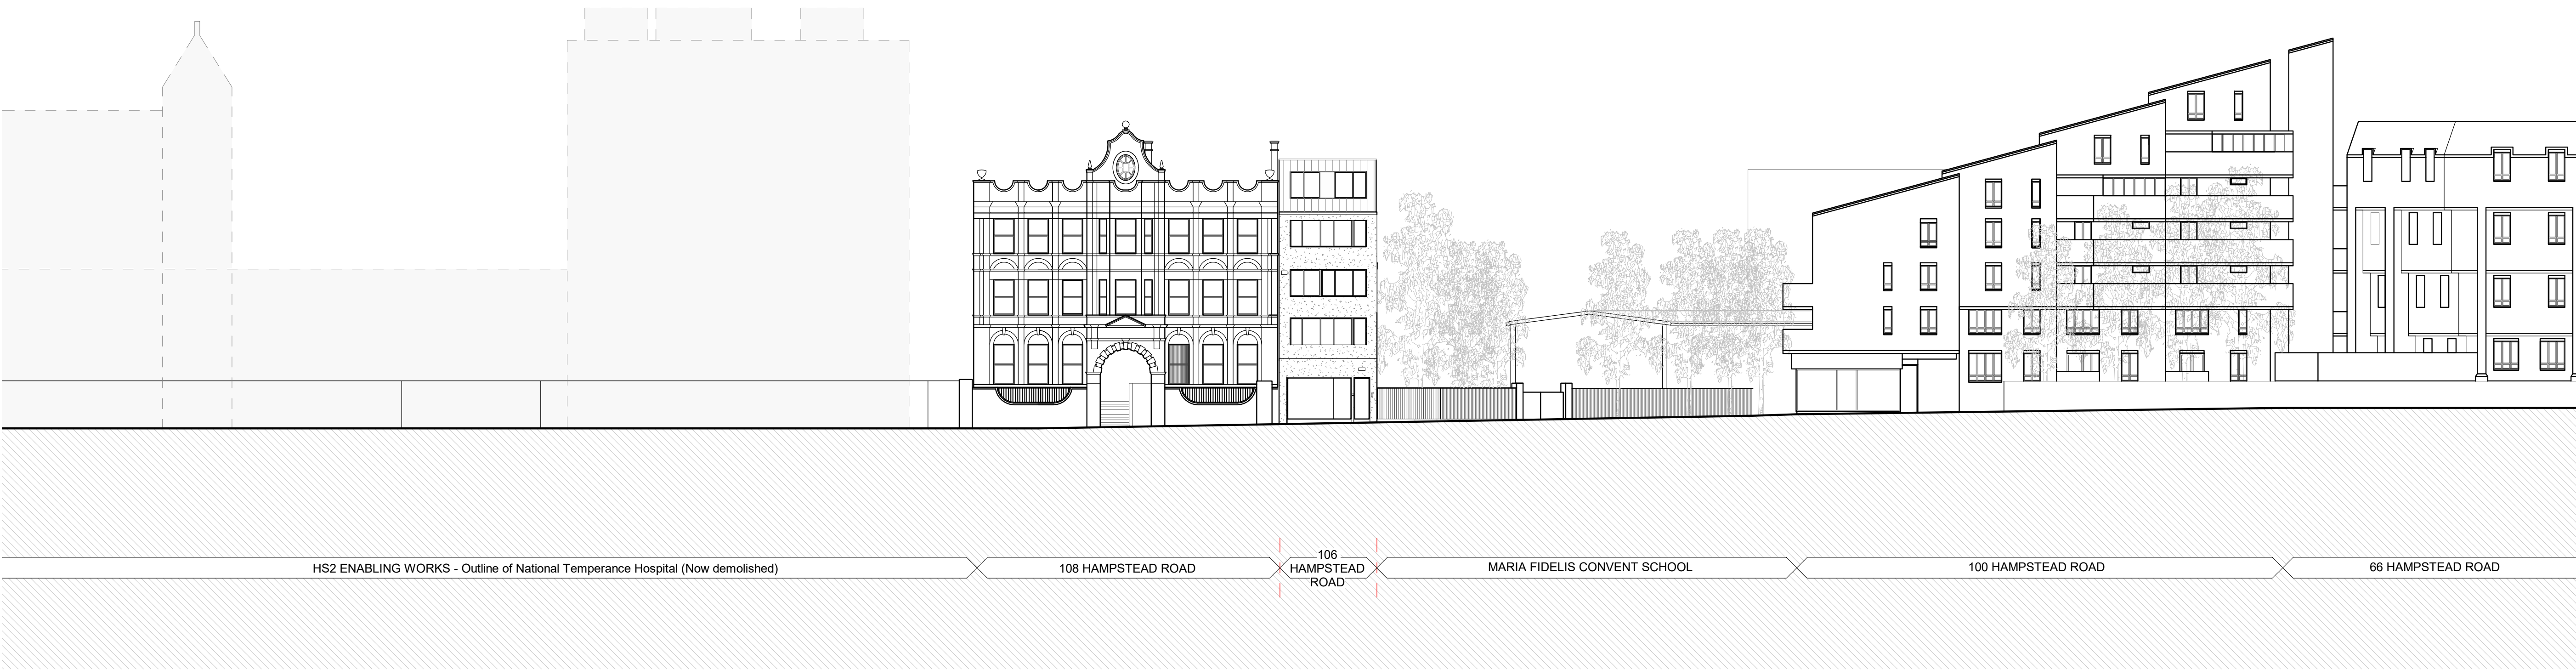 HS2 ENABLING WORKS - Outline of National Temperance Hospital (Now demolished)
108 HAMPSTEAD ROAD
106
HAMPSTEAD
ROAD
MARIA FIDELIS CONVENT SCHOOL
100 HAMPSTEAD ROAD
66 HAMPSTEAD ROAD